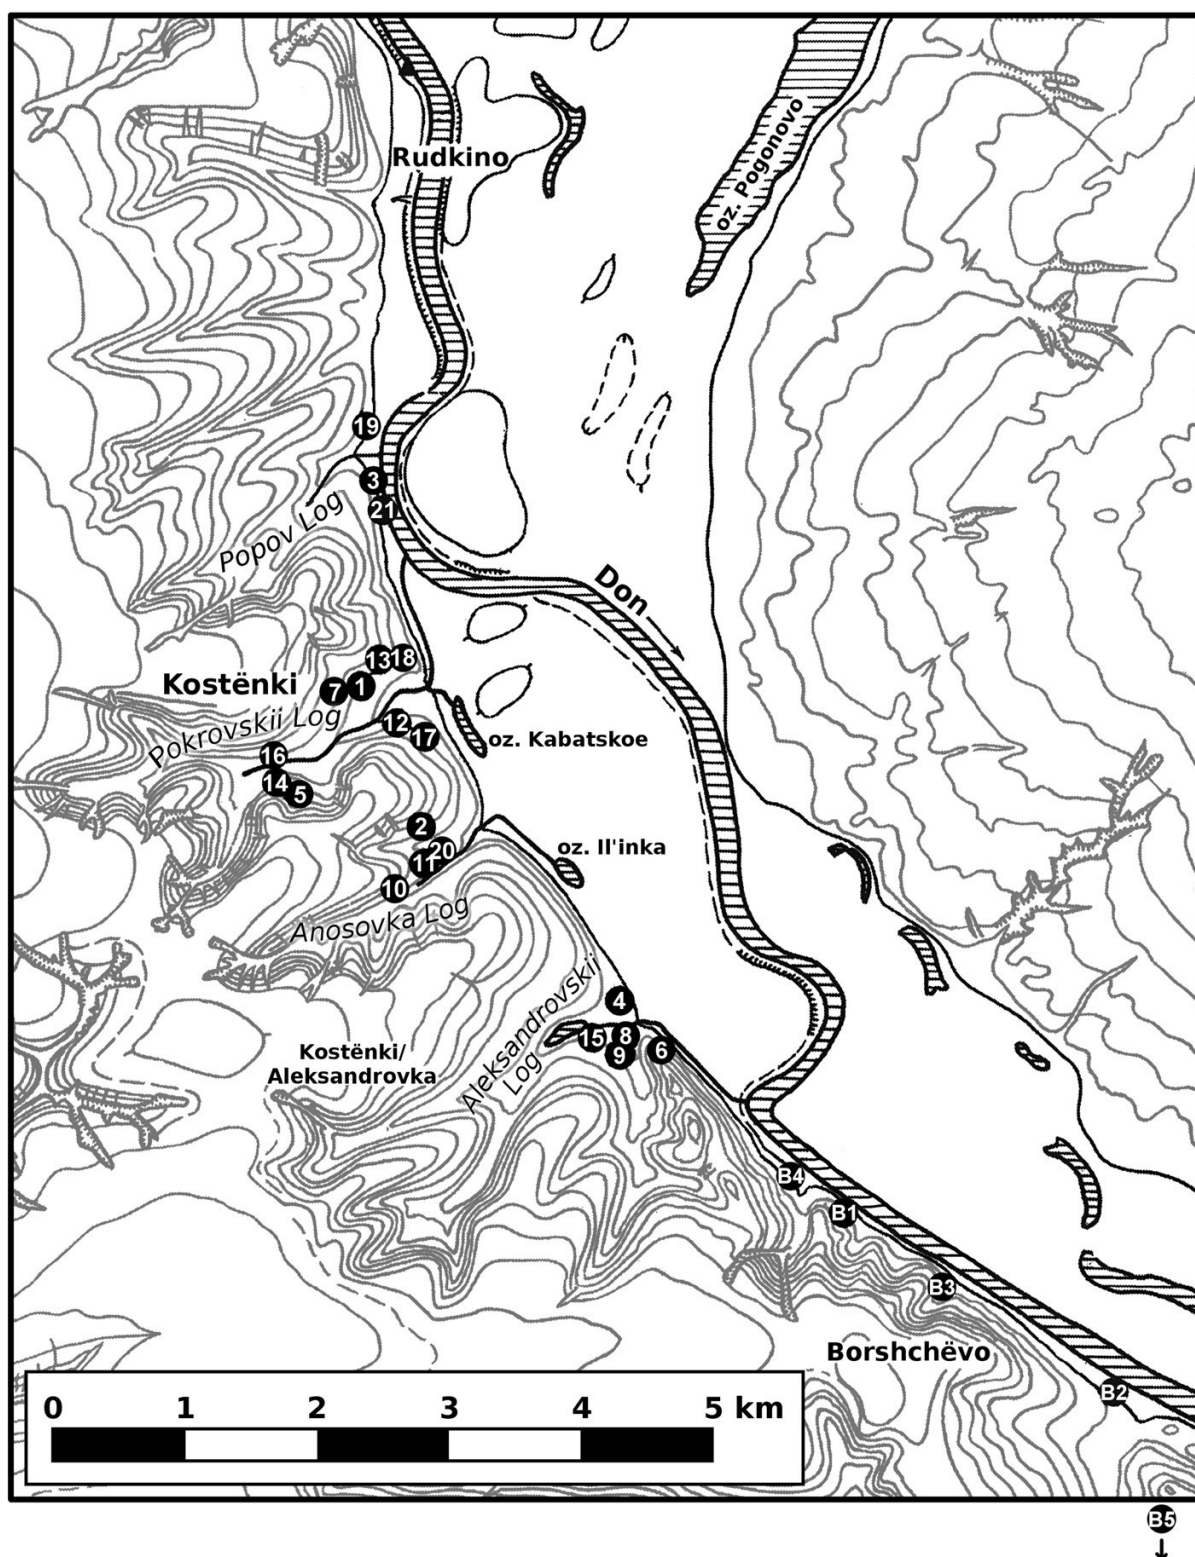 Rudkino
oz. Pogonovo
19
3
21
Popov Log
Don
13
18
Kostënki
7
1
Pokrovskii Log
12
17
oz. Kabatskoe
16
14
5
2
20
11
10
oz. Il'inka
Anosovka Log
Aleksandrovskii
Log
4
15
8
9
6
Kostënki/
Aleksandrovka
B4
B1
B3
Borshchëvo
B2
0 1 2 3 4 5 km
B5